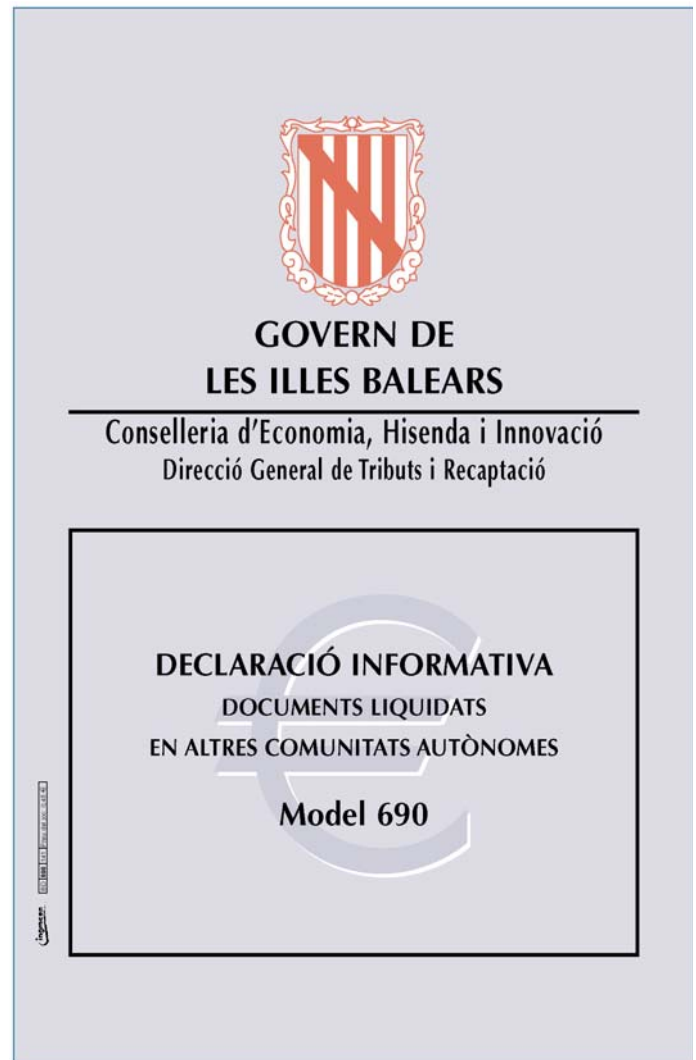 GOVERN DE
LES ILLES BALEARS
Conselleria d'Economia, Hisenda i Innovació
Direcció General de Tributs i Recaptació
DECLARACIÓ INFORMATIVA
DOCUMENTS LIQUIDATS
EN ALTRES COMUNITATS AUTÒNOMES
Model 690